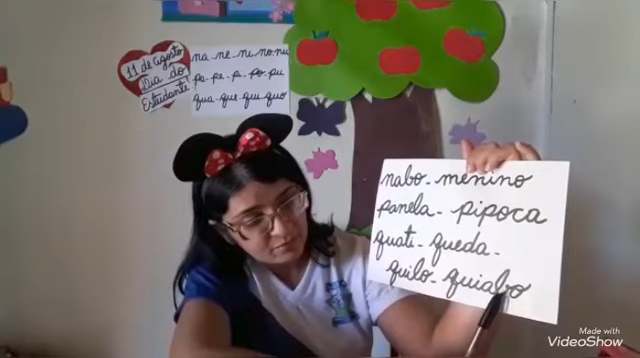 11 de Agosto
Dia do
Estudante!
na - ne - ni - no - nu
pa - pe - pi - po - pu
qua - que - qui - quo
nabo - menino
panela - pipoca
quati - queda -
quilo - quiabo
Made with
VideoShow